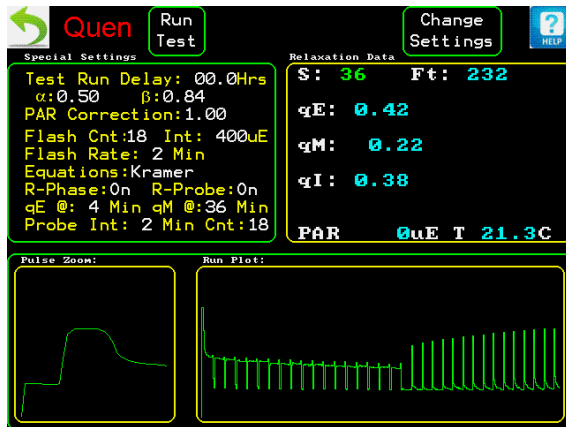 Quen
Run
Test
Change
Settings
?
HELP
Special Settings
Test Run Delay: 00.0Hrs
α:0.50 β:0.84
PAR Correction:1.00
Flash Cnt:18 Int: 400uE
Flash Rate: 2 Min
Equations:Kramer
R-Phase:On R-Probe:On
qE @: 4 Min qM @:36 Min
Probe Int: 2 Min Cnt:18
Relaxation Data
S: 36 Ft: 232
qE: 0.42
qM: 0.22
qI: 0.38
PAR 0uE T 21.3C
Pulse Zoom:
Run Plot: